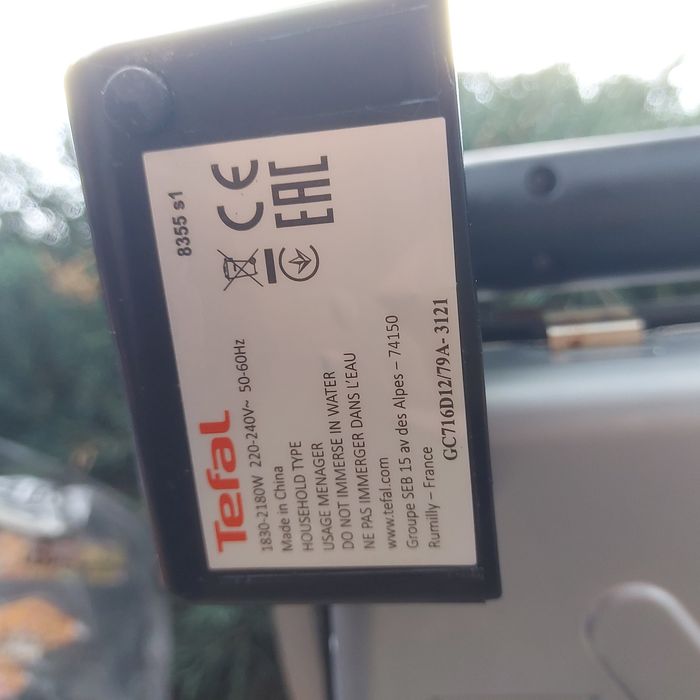 Tefal
8355 s1
1830-2180W 220-240V~ 50-60Hz
Made in China
HOUSEHOLD TYPE
USAGE MENAGER
DO NOT IMMERSE IN WATER
NE PAS IMMERGER DANS L'EAU
www.tefal.com
Groupe SEB 15 av des Alpes – 74150
Rumilly – France
GC716D12/79A- 3121
CE
EAC